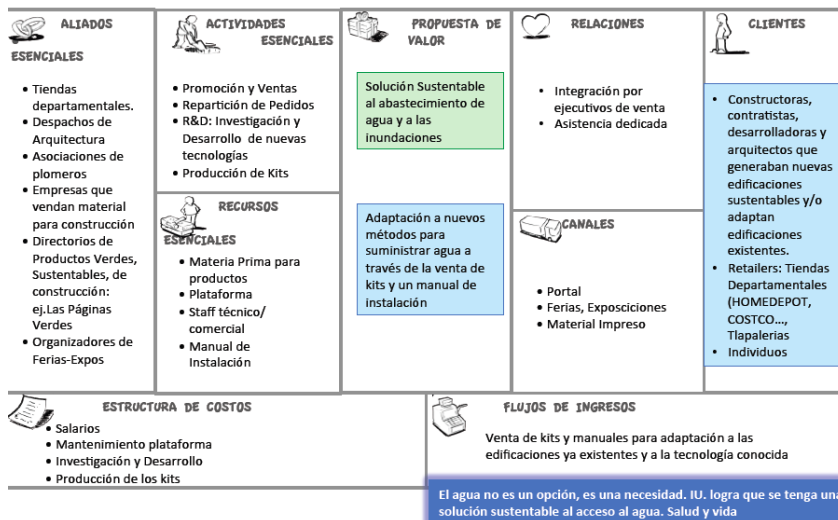 ALIADOS
ESENCIALES
• Tiendas
departamentales.
• Despachos de
Arquitectura
• Asociaciones de
plomeros
• Empresas que
vendan material
para construcción
• Directorios de
Productos Verdes,
Sustentables, de
construcción:
ej.Las Páginas
Verdes
• Organizadores de
Ferias-Expos
ACTIVIDADES
ESENCIALES
• Promoción y Ventas
• Repartición de Pedidos
• R&D: Investigación y
Desarrollo de nuevas
tecnologías
• Producción de Kits
RECURSOS
ESENCIALES
• Materia Prima para
productos
• Plataforma
• Staff técnico/
comercial
• Manual de
Instalación
PROPUESTA DE
VALOR
Solución Sustentable
al abastecimiento de
agua y a las
inundaciones
Adaptación a nuevos
métodos para
suministrar agua a
través de la venta de
kits y un manual de
instalación
RELACIONES
• Integración por
ejecutivos de venta
• Asistencia dedicada
CANALES
• Portal
• Ferias, Exposciciones
• Material Impreso
CLIENTES
• Constructoras,
contratistas,
desarrolladoras y
arquitectos que
generaban nuevas
edificaciones
sustentables y/o
adaptan
edificaciones
existentes.
• Retailers: Tiendas
Departamentales
(HOMEDEPOT,
COSTCO...,
Tlapalerias
• Individuos
ESTRUCTURA DE COSTOS
• Salarios
• Mantenimiento plataforma
• Investigación y Desarrollo
• Producción de los kits
FLUJOS DE INGRESOS
Venta de kits y manuales para adaptación a las
edificaciones ya existentes y a la tecnología conocida
El agua no es un opción, es una necesidad. IU. logra que se tenga una
solución sustentable al acceso al agua. Salud y vida